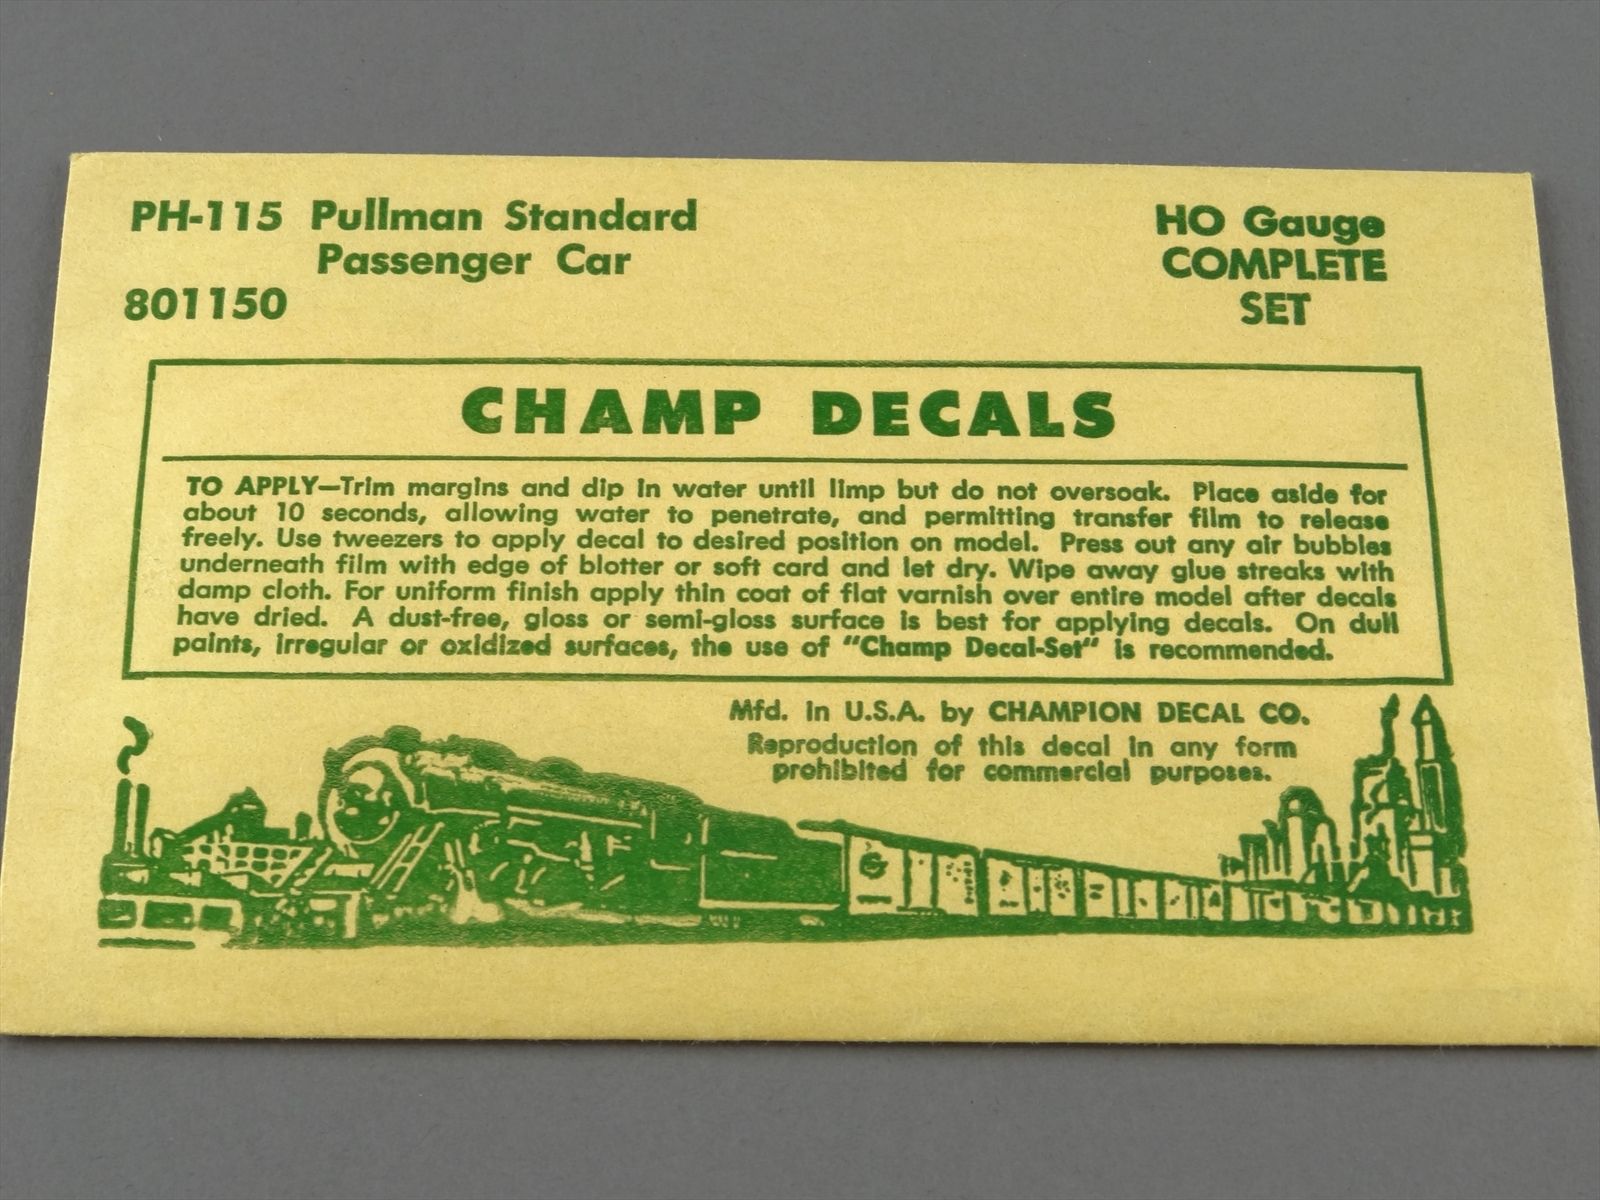 PH-115 Pullman Standard
Passenger Car
801150
HO Gauge
COMPLETE
SET
CHAMP DECALS
TO APPLY—Trim margins and dip in water until limp but do not oversoak. Place aside for
about 10 seconds, allowing water to penetrate, and permitting transfer film to release
freely. Use tweezers to apply decal to desired position on model. Press out any air bubbles
underneath film with edge of blotter or soft card and let dry. Wipe away glue streaks with
damp cloth. For uniform finish apply thin coat of flat varnish over entire model after decals
have dried. A dust-free, gloss or semi-gloss surface is best for applying decals. On dull
paints, irregular or oxidized surfaces, the use of "Champ Decal-Set" is recommended.
Mfd. in U.S.A. by CHAMPION DECAL CO.
Reproduction of this decal in any form
prohibited for commercial purposes.